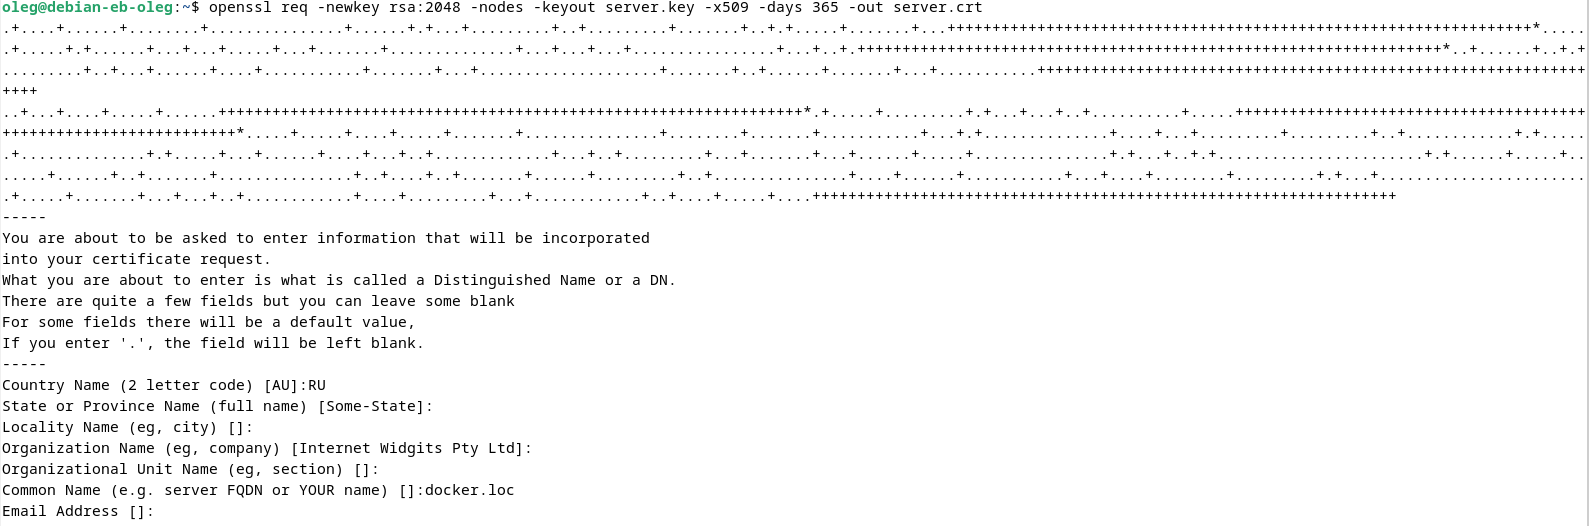 oleg@debian-eb-oleg:~$ openssl req -newkey rsa:2048 -nodes -keyout server.key -x509 -days 365 -out server.crt
-----
You are about to be asked to enter information that will be incorporated
into your certificate request.
What you are about to enter is what is called a Distinguished Name or a DN.
There are quite a few fields but you can leave some blank
For some fields there will be a default value,
If you enter '.', the field will be left blank.
-----
Country Name (2 letter code) [AU]:RU
State or Province Name (full name) [Some-State]:
Locality Name (eg, city) []:
Organization Name (eg, company) [Internet Widgits Pty Ltd]:
Organizational Unit Name (eg, section) []:
Common Name (e.g. server FQDN or YOUR name) []:docker.loc
Email Address []: